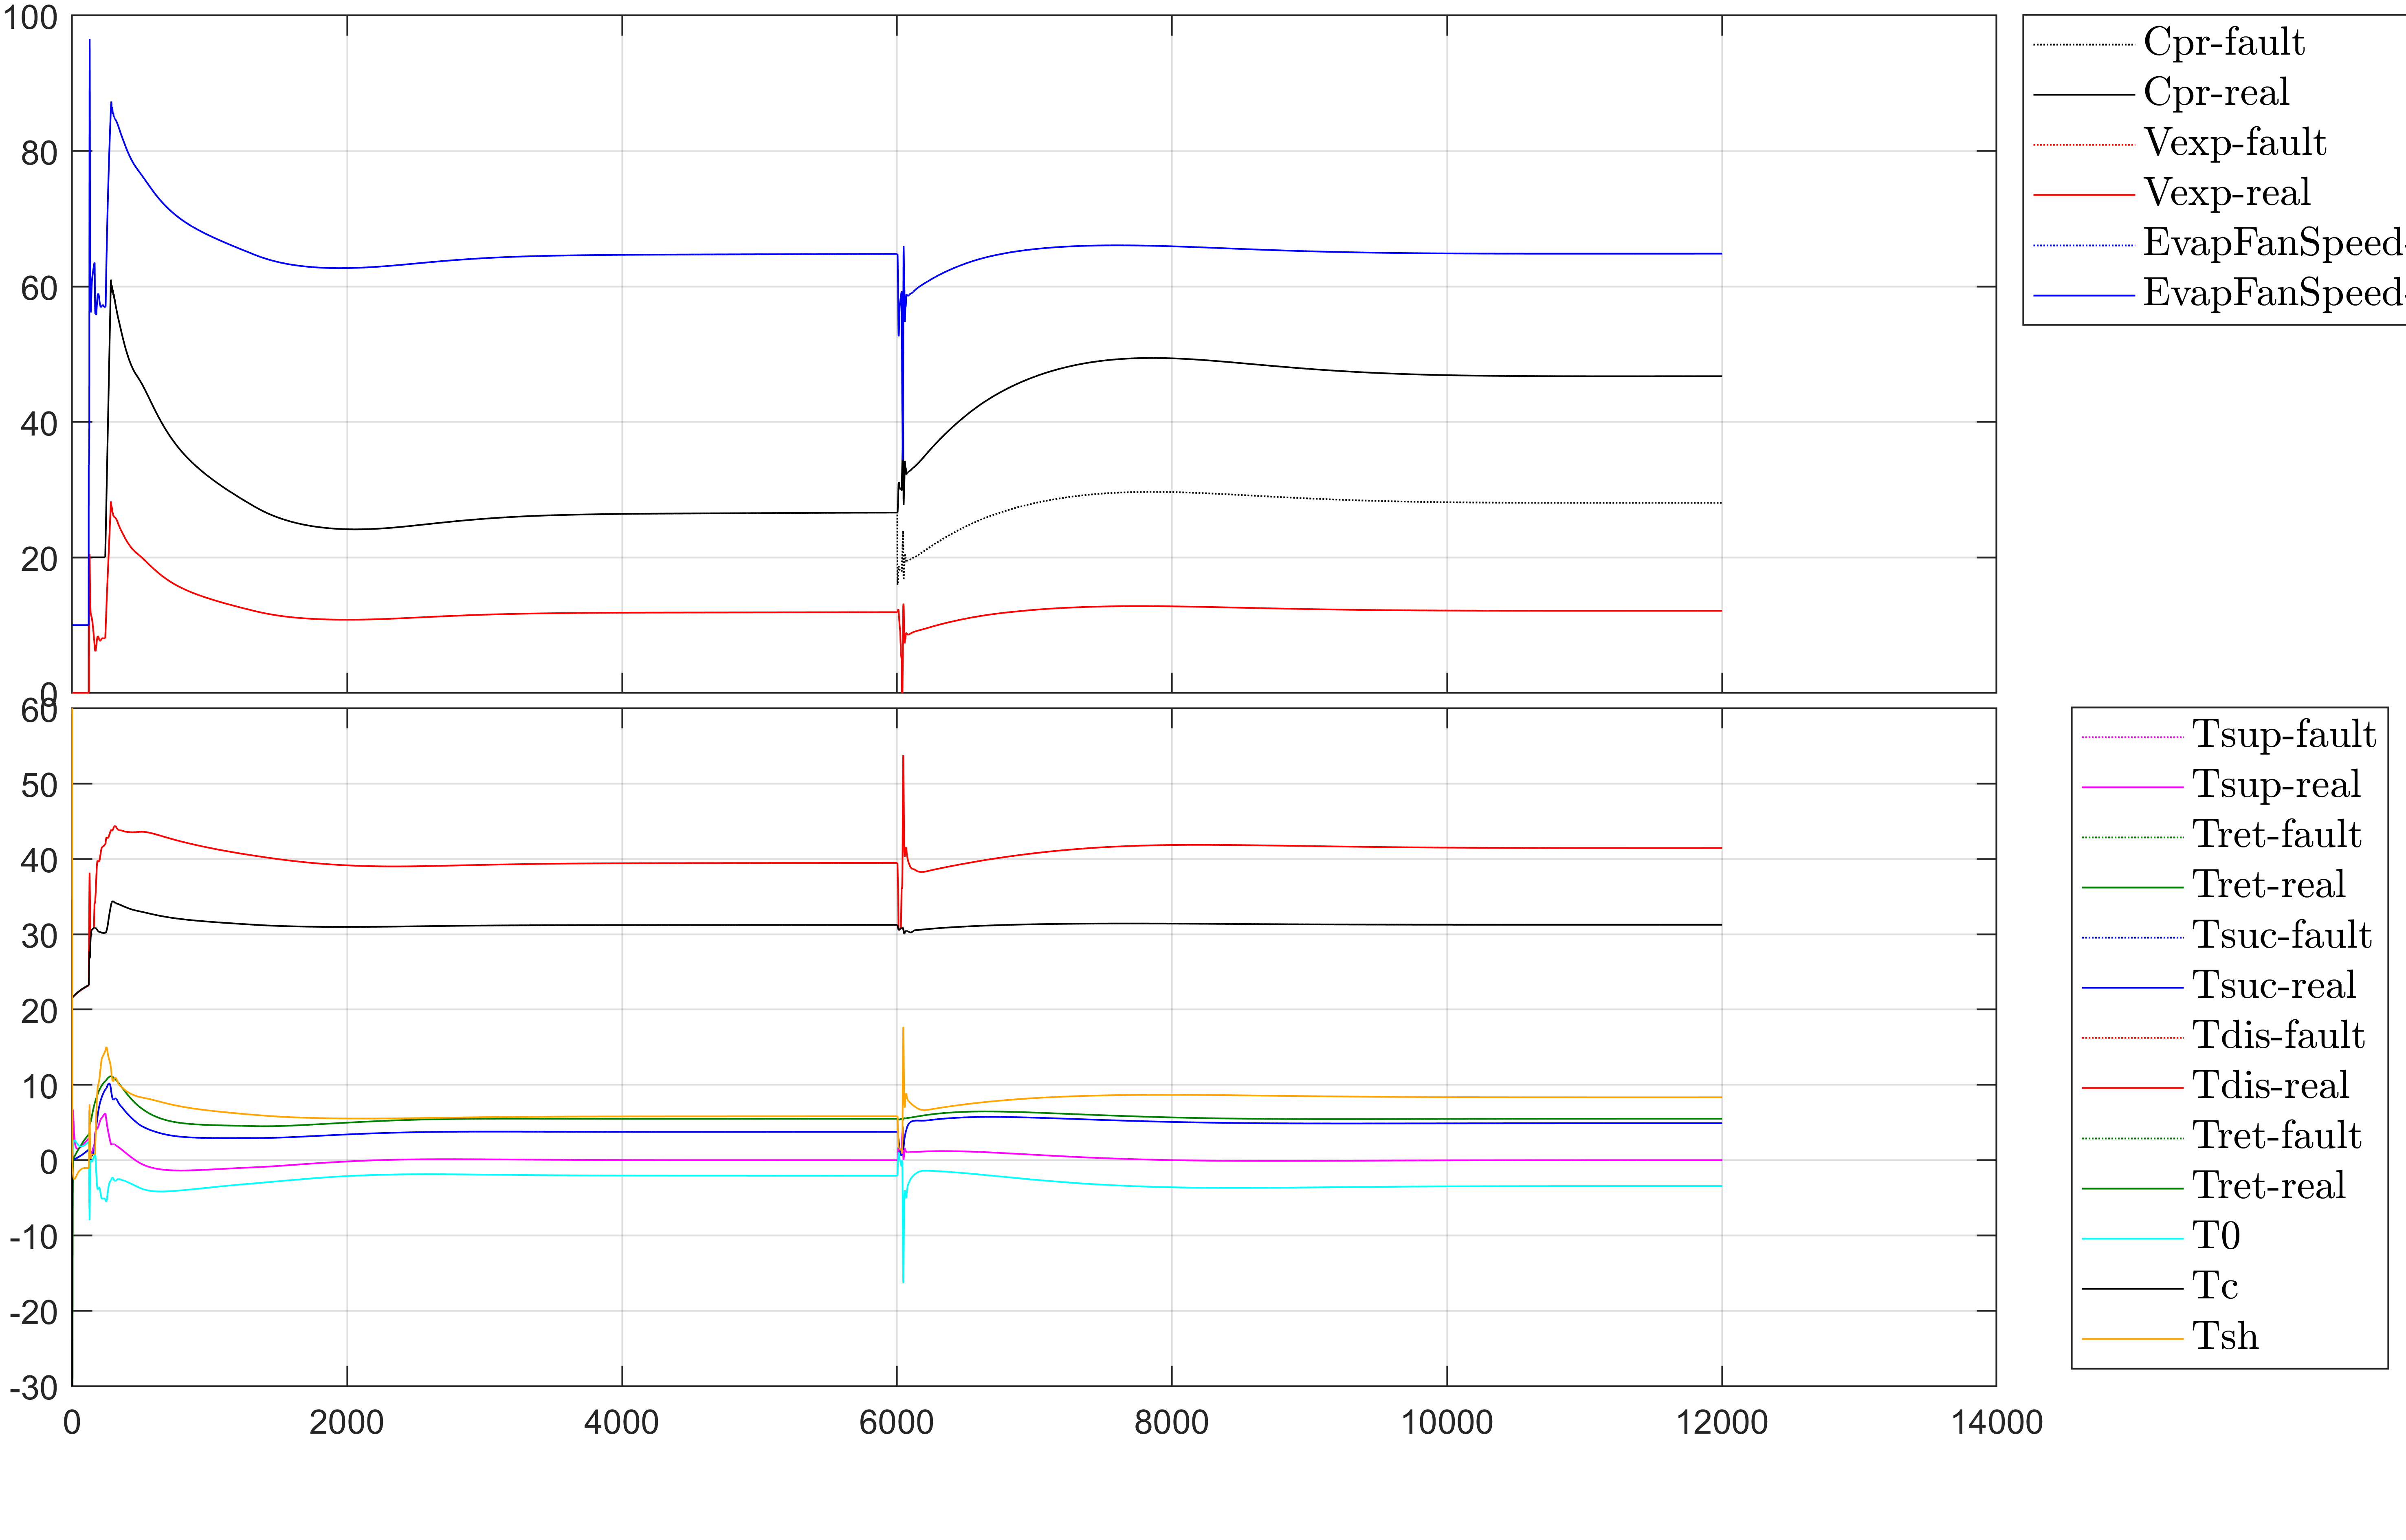 100
80
60
40
20
0
Cpr-fault
Cpr-real
Vexp-fault
Vexp-real
EvapFanSpeed-
EvapFanSpeed-
60
50
40
30
20
10
0
-10
-20
-30
0 2000 4000 6000 8000 10000 12000 14000
Tsup-fault
Tsup-real
Tret-fault
Tret-real
Tsuc-fault
Tsuc-real
Tdis-fault
Tdis-real
Tret-fault
Tret-real
T0
Tc
Tsh